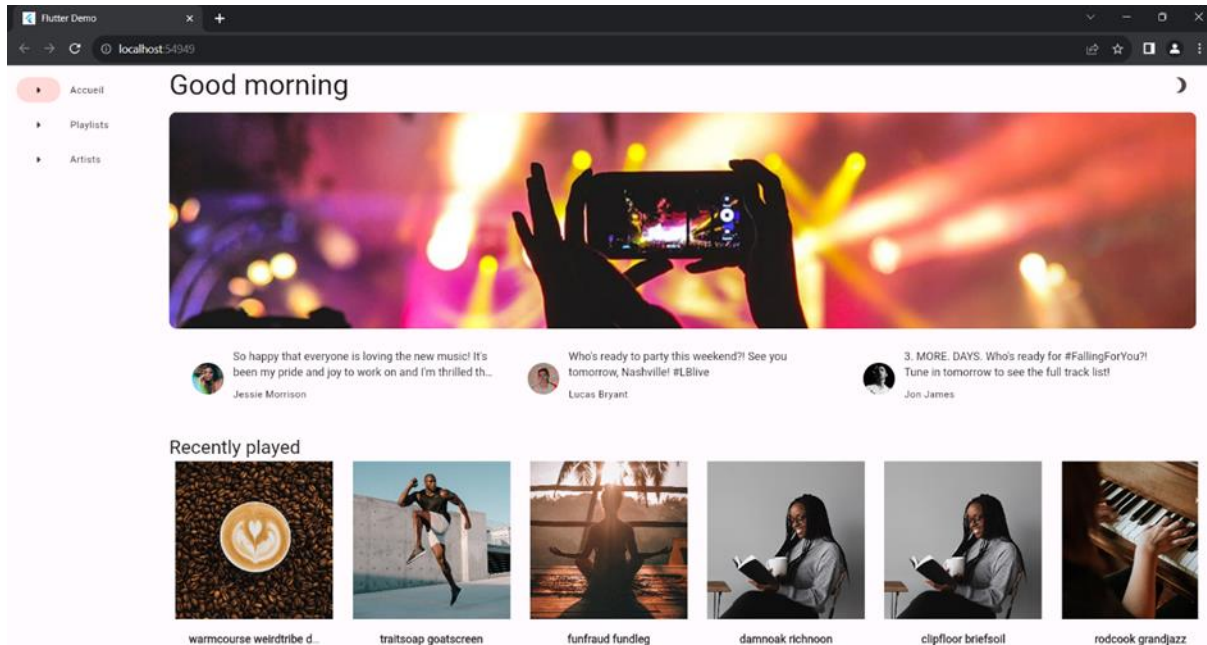 Flutter Demo
localhost:54949
Accueil
Playlists
Artists
Good morning
So happy that everyone is loving the new music! It's
been my pride and joy to work on and I'm thrilled th...
Jessie Morrison
Who's ready to party this weekend?! See you
tomorrow, Nashville! #LBlive
Lucas Bryant
3. MORE. DAYS. Who's ready for #FallingForYou?!
Tune in tomorrow to see the full track list!
Jon James
Recently played
warmcourse weirdtribe d...
traitsoap goatscreen
funfraud fundleg
damnoak richnoon
clipfloor briefsoil
rodcook grandjazz